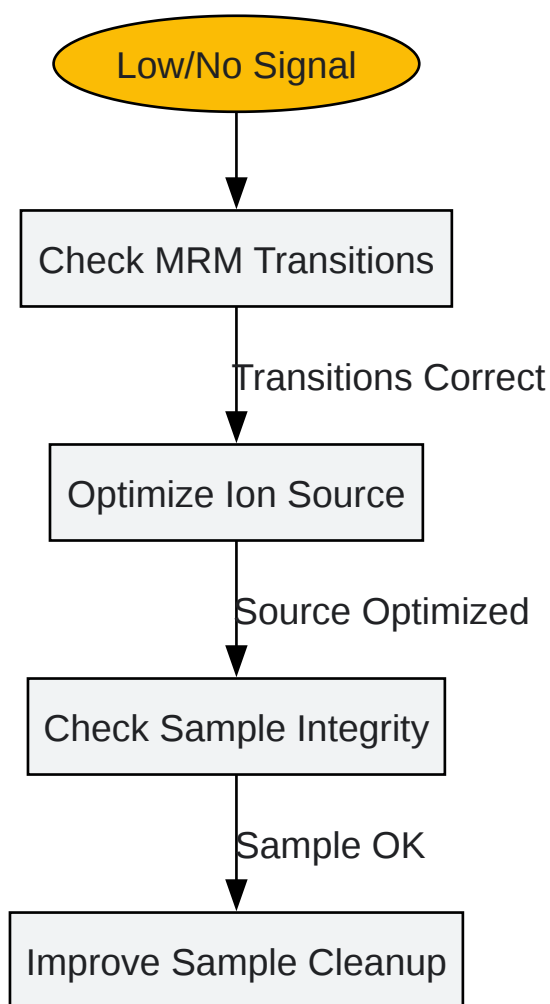 Low/No Signal
Check MRM Transitions
Transitions Correct
Optimize Ion Source
Source Optimized
Check Sample Integrity
Sample OK
Improve Sample Cleanup